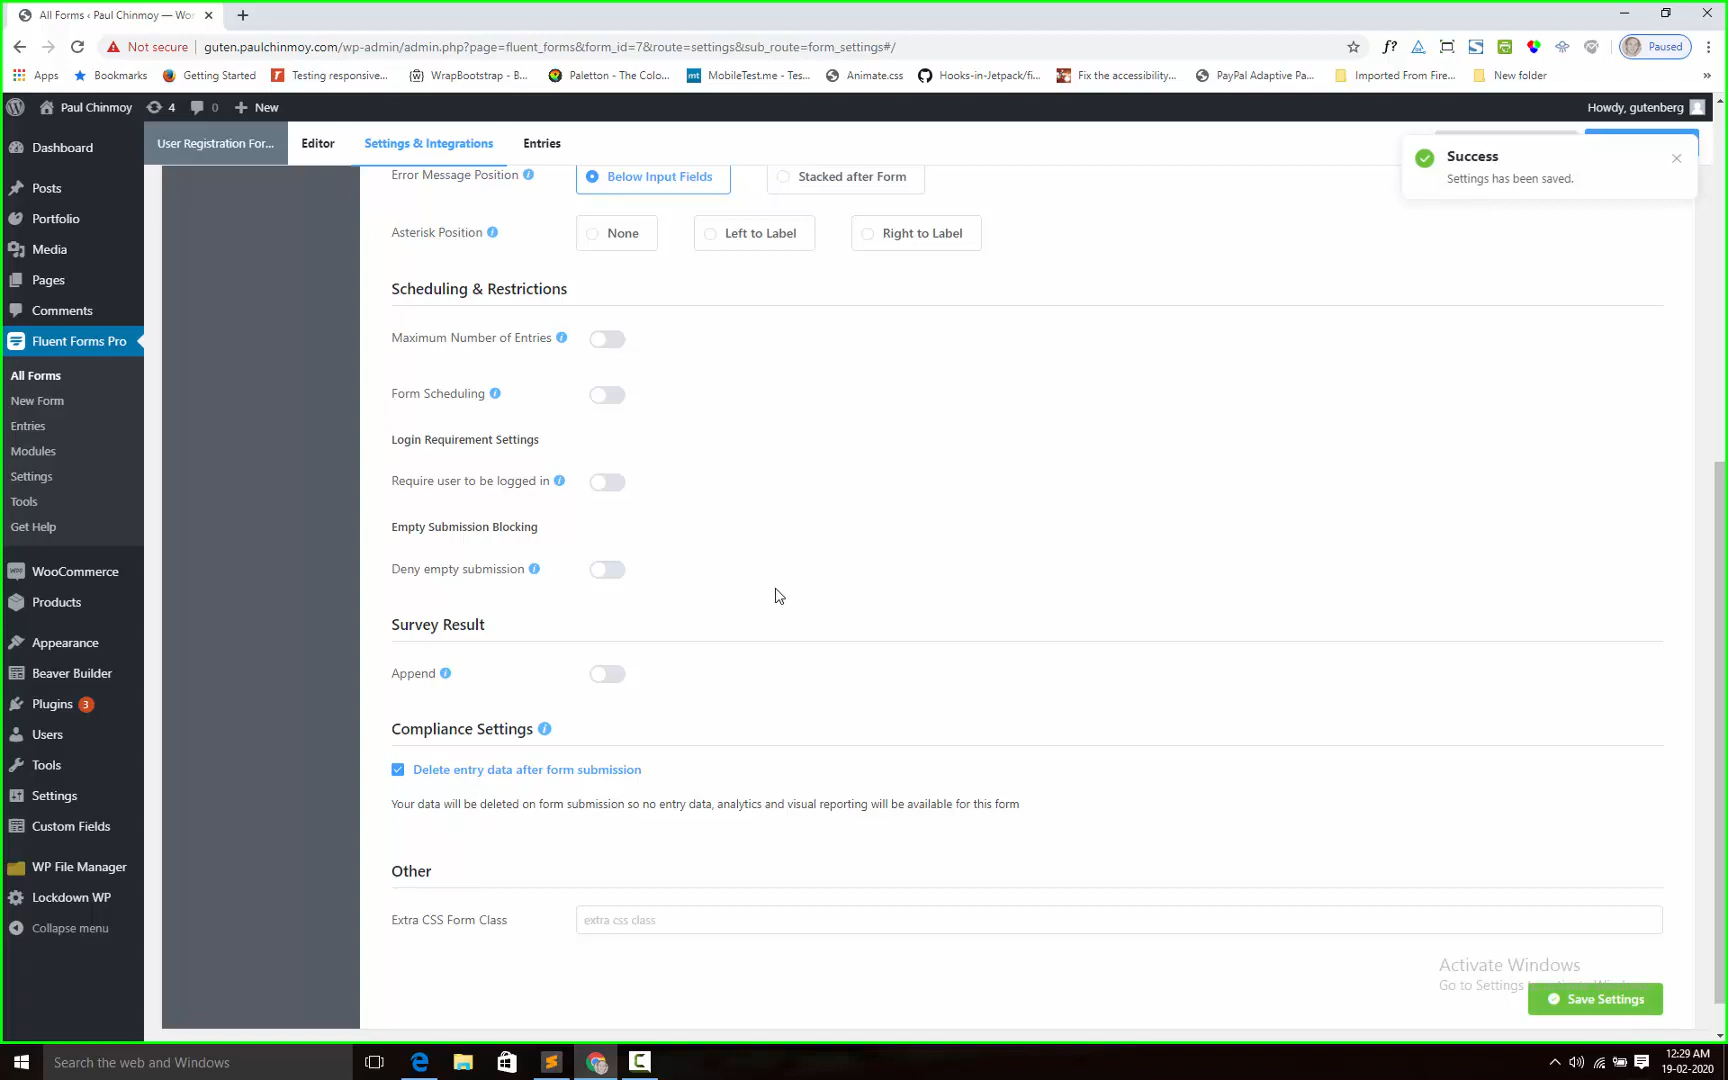 All Forms ‹ Paul Chinmoy — Wor
Not secure
guten.paulchinmoy.com/wp-admin/admin.php?page=fluent_forms&form_id=7&route=settings&sub_route=form_settings#/
f?
Paused
Apps
Bookmarks
Getting Started
Testing responsive...
WrapBootstrap - B...
Paletton - The Colo...
MobileTest.me - Tes...
Animate.css
Hooks-in-Jetpack/fi...
Fix the accessibility...
PayPal Adaptive Pa...
Imported From Fire...
New folder
»
Paul Chinmoy
4
0
New
Howdy, gutenberg
Dashboard
Posts
Portfolio
Media
Pages
Comments
Fluent Forms Pro
All Forms
New Form
Entries
Modules
Settings
Tools
Get Help
WooCommerce
Products
Appearance
Beaver Builder
Plugins 3
Users
Tools
Settings
Custom Fields
WP File Manager
Lockdown WP
Collapse menu
User Registration For...
Editor
Settings & Integrations
Entries
Success
Settings has been saved.
Error Message Position
Below Input Fields
Stacked after Form
Asterisk Position
None
Left to Label
Right to Label
Scheduling & Restrictions
Maximum Number of Entries
Form Scheduling
Login Requirement Settings
Require user to be logged in
Empty Submission Blocking
Deny empty submission
Survey Result
Append
Compliance Settings
Delete entry data after form submission
Your data will be deleted on form submission so no entry data, analytics and visual reporting will be available for this form
Other
Extra CSS Form Class
extra css class
Activate Windows
Go to Settings
Save Settings
Search the web and Windows
12:29 AM
19-02-2020